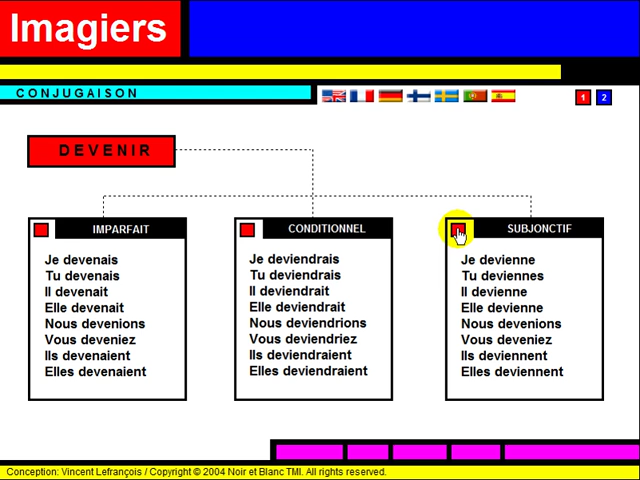 Imagiers
CONJUGAISON
1 2
DEVENIR
IMPARFAIT
Je devenais
Tu devenais
Il devenait
Elle devenait
Nous devenions
Vous deveniez
Ils devenaient
Elles devenaient
CONDITIONNEL
Je deviendrais
Tu deviendrais
Il deviendrait
Elle deviendrait
Nous deviendrions
Vous deviendriez
Ils deviendraient
Elles deviendraient
SUBJONCTIF
Je devienne
Tu deviennes
Il devienne
Elle devienne
Nous devenions
Vous deveniez
Ils deviennent
Elles deviennent
Conception: Vincent Lefrançois / Copyright © 2004 Noir et Blanc TMI. All rights reserved.